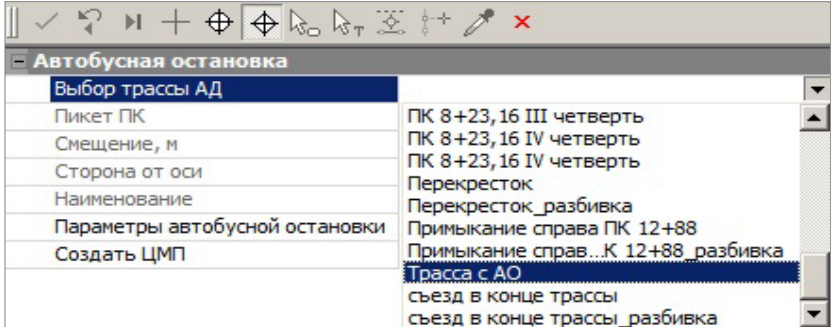 Автобусная остановка
Выбор трассы АД
Пикет ПК
Смещение, м
Сторона от оси
Наименование
Параметры автобусной остановки
Создать ЦМП
ПК 8+23,16 III четверть
ПК 8+23,16 IV четверть
ПК 8+23,16 IV четверть
Перекресток
Перекресток_разбивка
Примыкание справа ПК 12+88
Примыкание справ...К 12+88_разбивка
Трасса с АО
съезд в конце трассы
съезд в конце трассы_разбивка